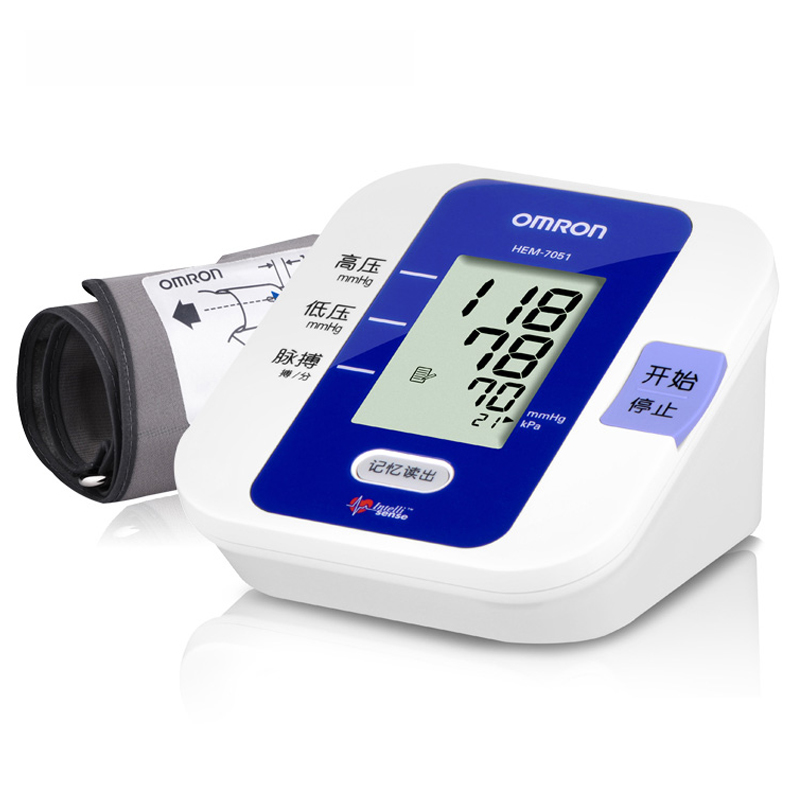 OMRON
HEM-7051
高压
mmHg
低压
mmHg
脉搏
搏/分
118
78
70
21
mmHg
kPa
记忆读出
Intelli™
sense
开始
停止
OMRON